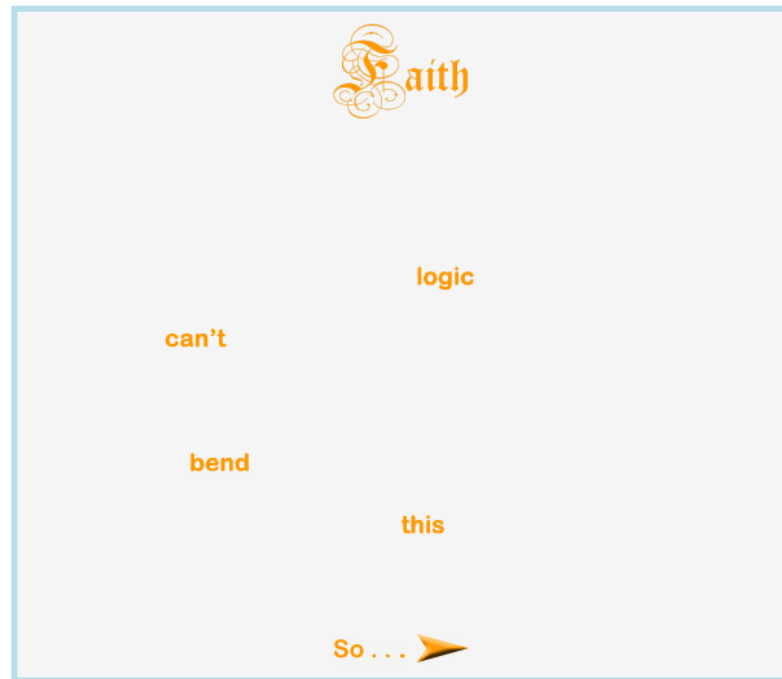 Faith
logic
can’t
bend
this
So . . .